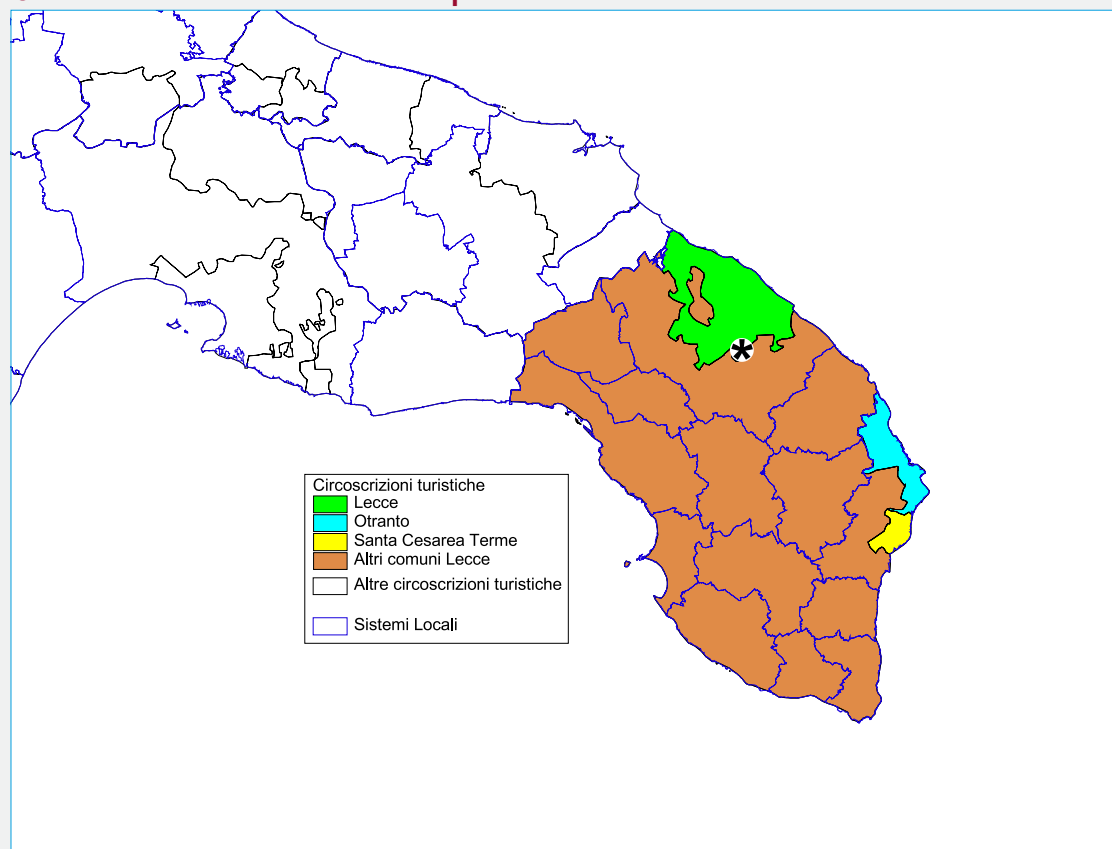 Circoscrizioni turistiche
Lecce
Otranto
Santa Cesarea Terme
Altri comuni Lecce
Altre circoscrizioni turistiche
Sistemi Locali
*